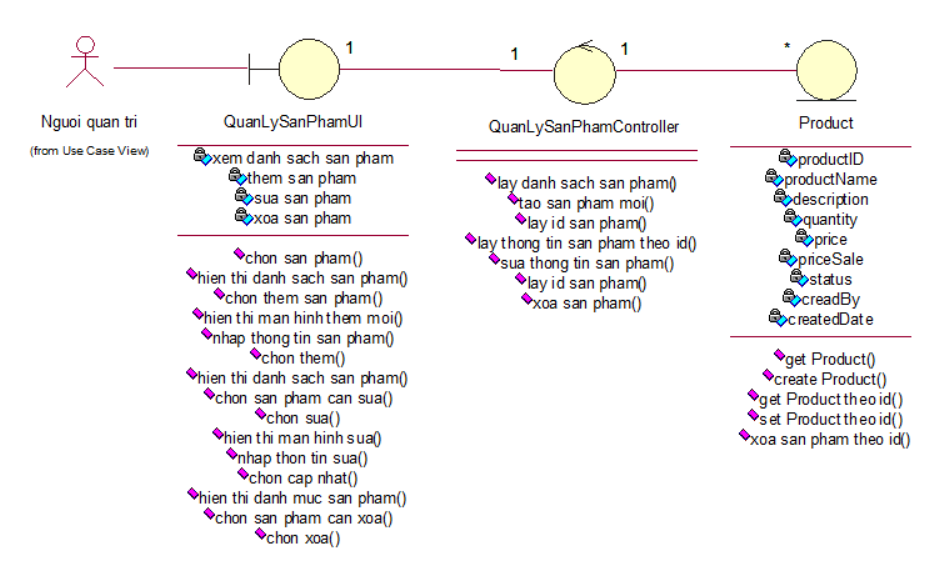 Nguoi quan tri
(from Use Case View)
1
QuanLySanPhamUI
xem danh sach san pham
them san pham
sua san pham
xoa san pham
chon san pham()
hien thi danh sach san pham()
chon them san pham()
hien thi man hinh them moi()
nhap thong tin san pham()
chon them()
hien thi danh sach san pham()
chon san pham can sua()
chon sua()
hien thi man hinh sua()
nhap thon tin sua()
chon cap nhat()
hien thi danh muc san pham()
chon san pham can xoa()
chon xoa()
1
1
QuanLySanPhamController
lay danh sach san pham()
tao san pham moi()
lay id san pham()
lay thong tin san pham theo id()
sua thong tin san pham()
lay id san pham()
xoa san pham()
*
Product
productID
productName
description
quantity
price
priceSale
status
creadBy
createdDate
get Product()
create Product()
get Product theo id()
set Product theo id()
xoa san pham theo id()